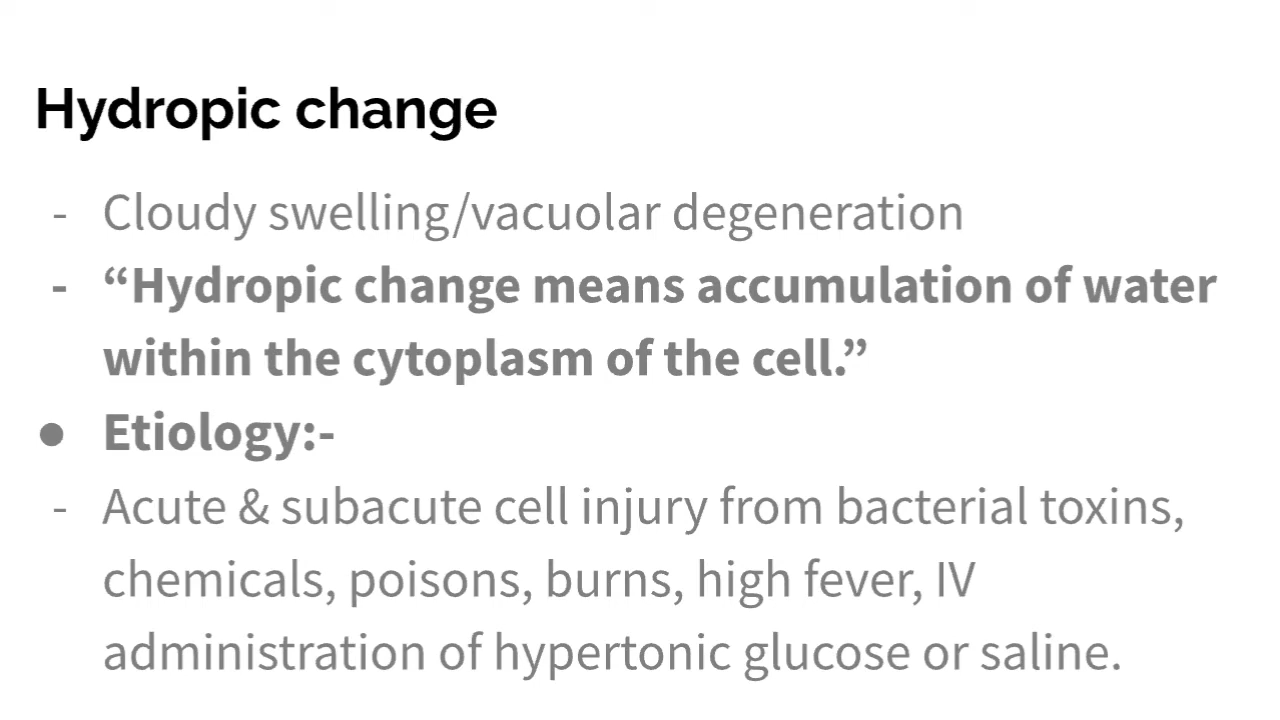 Hydropic change
- Cloudy swelling/vacuolar degeneration
- “Hydropic change means accumulation of water
within the cytoplasm of the cell.”
● Etiology:-
- Acute & subacute cell injury from bacterial toxins,
chemicals, poisons, burns, high fever, IV
administration of hypertonic glucose or saline.